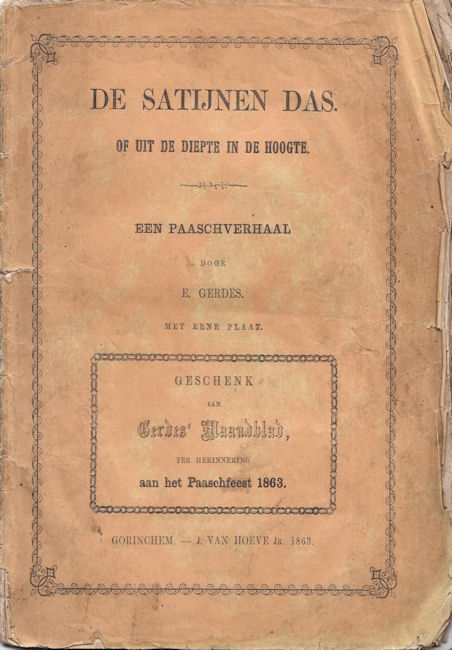 DE SATIJNEN DAS.
OF UIT DE DIEPTE IN DE HOOGTE.
EEN PAASCHVERHAAL
DOOR
E. GERDES.
MET EENE PLAAT.
GESCHENK
VAN
Gerdes' Maandblad,
TER HERINNERING
aan het Paaschfeest 1863.
GORINCHEM. — J. VAN HOEVE JR. 1863.